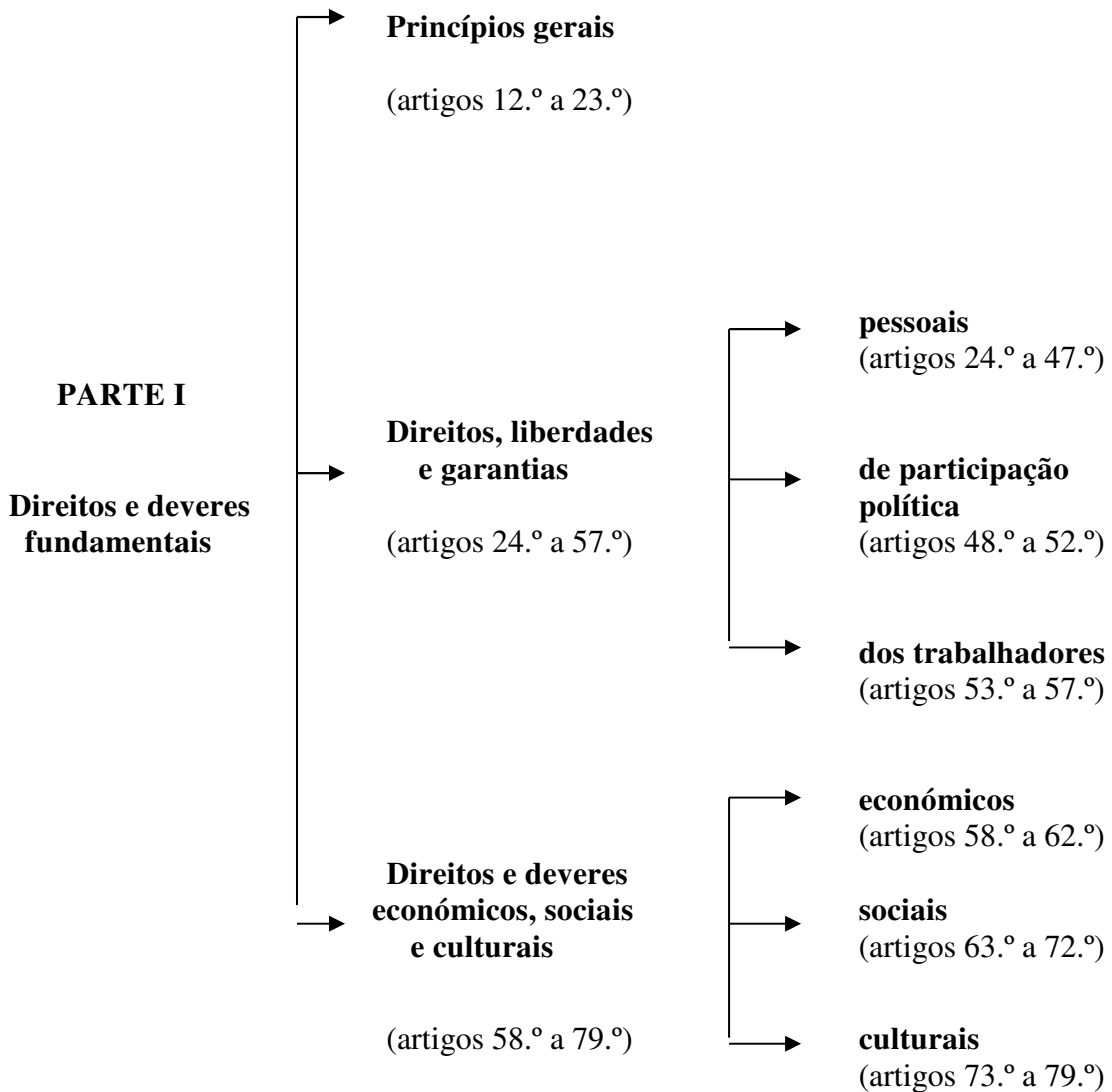 PARTE I
Direitos e deveres
fundamentais
Princípios gerais
(artigos 12.º a 23.º)
Direitos, liberdades
e garantias
(artigos 24.º a 57.º)
pessoais
(artigos 24.º a 47.º)
de participação
política
(artigos 48.º a 52.º)
dos trabalhadores
(artigos 53.º a 57.º)
Direitos e deveres
económicos, sociais
e culturais
(artigos 58.º a 79.º)
económicos
(artigos 58.º a 62.º)
sociais
(artigos 63.º a 72.º)
culturais
(artigos 73.º a 79.º)